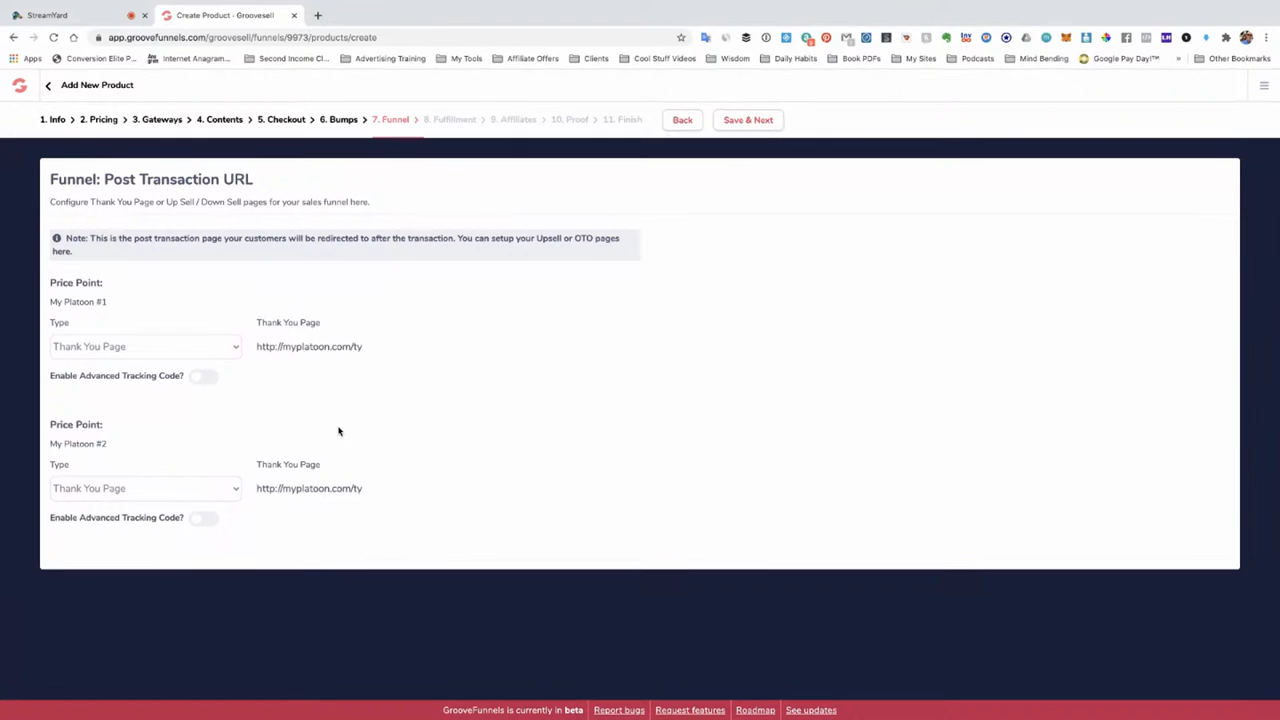 StreamYard
Create Product - Groovesell
app.groovefunnels.com/groovesell/funnels/9973/products/create
Apps
Conversion Elite P...
Internet Anagram...
Second Income Cl...
Advertising Training
My Tools
Affiliate Offers
Clients
Cool Stuff Videos
Wisdom
Daily Habits
Book PDFs
My Sites
Podcasts
Mind Bending
Google Pay Day!™
Other Bookmarks
Add New Product
1. Info > 2. Pricing > 3. Gateways > 4. Contents > 5. Checkout > 6. Bumps > 7. Funnel > 8. Fulfillment > 9. Affiliates > 10. Proof > 11. Finish
Back
Save & Next
Funnel: Post Transaction URL
Configure Thank You Page or Up Sell / Down Sell pages for your sales funnel here.
Note: This is the post transaction page your customers will be redirected to after the transaction. You can setup your Upsell or OTO pages
here.
Price Point:
My Platoon #1
Type
Thank You Page
Thank You Page
http://myplatoon.com/ty
Enable Advanced Tracking Code?
Price Point:
My Platoon #2
Type
Thank You Page
Thank You Page
http://myplatoon.com/ty
Enable Advanced Tracking Code?
GrooveFunnels is currently in beta
Report bugs
Request features
Roadmap
See updates